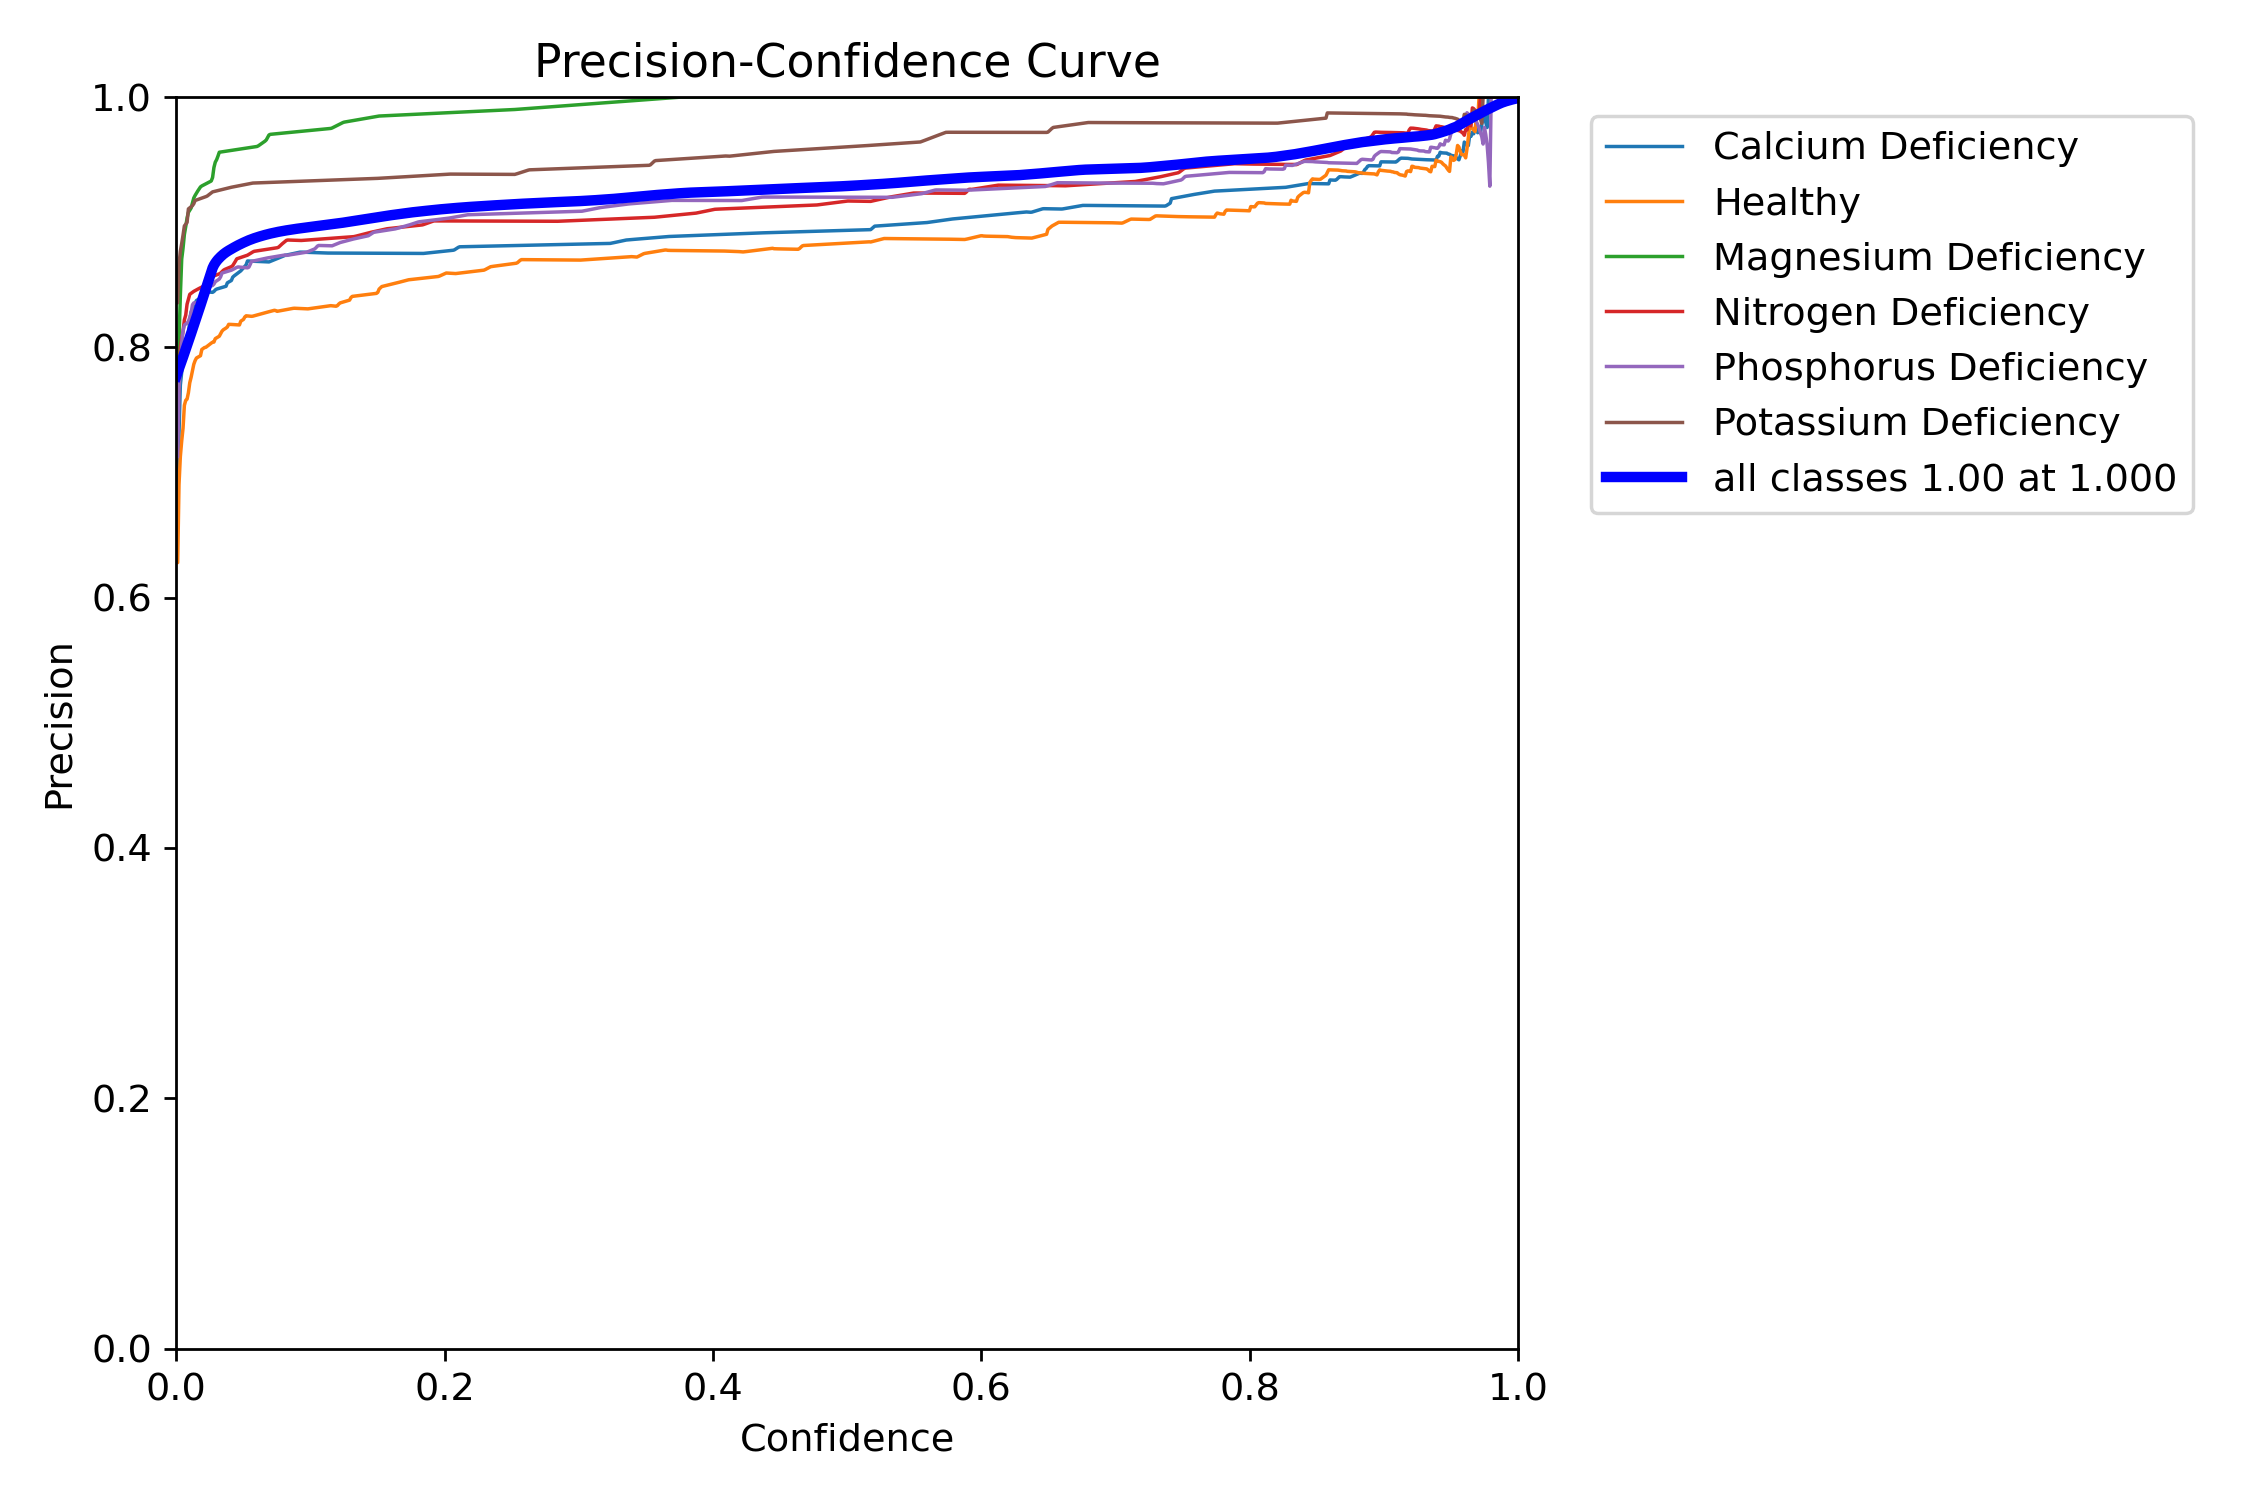 Precision-Confidence Curve
1.0
0.8
0.6
0.4
0.2
0.0
Precision
0.0 0.2 0.4 0.6 0.8 1.0
Confidence
Calcium Deficiency
Healthy
Magnesium Deficiency
Nitrogen Deficiency
Phosphorus Deficiency
Potassium Deficiency
all classes 1.00 at 1.000